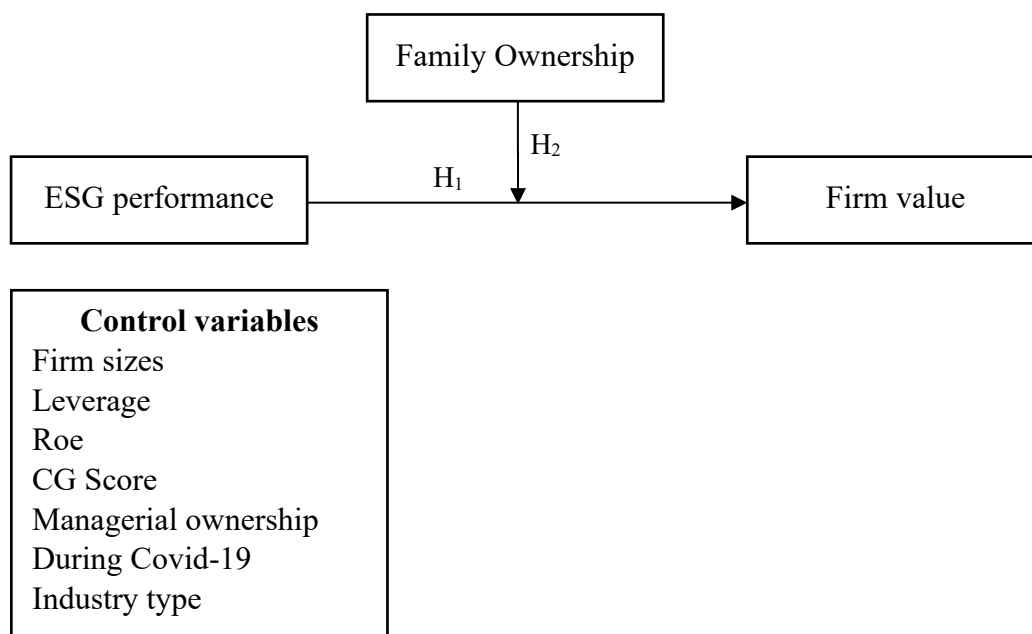 Family Ownership
H₂
H₁
ESG performance
Firm value
Control variables
Firm sizes
Leverage
Roe
CG Score
Managerial ownership
During Covid-19
Industry type